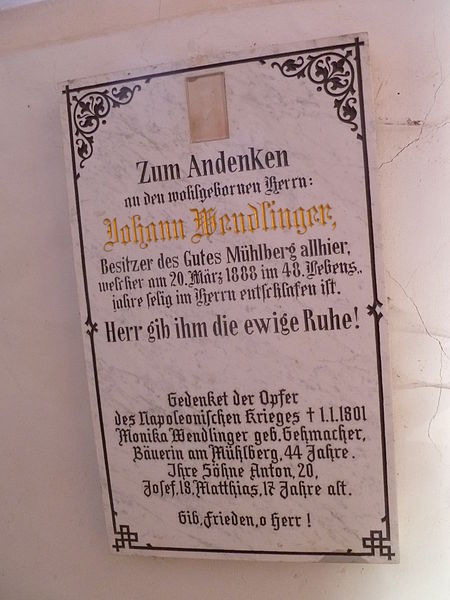 Zum Andenken
an den wohlgebornen Herrn:
Johann Wendlinger,
Besitzer des Gutes Mühlberg allhier,
welcher am 20. März 1888 im 48. Lebens-
jahre selig im Herrn entschlafen ist.
Herr gib ihm die ewige Ruhe!
Gedenket der Opfer
des Napoleonischen Krieges † 1.1.1801
Monika Wendlinger geb. Gehmacher,
Bäuerin am Mühlberg, 44 Jahre.
Ihre Söhne Anton, 20,
Josef, 18, Matthias, 17 Jahre alt.
Gib, Frieden, o Herr!